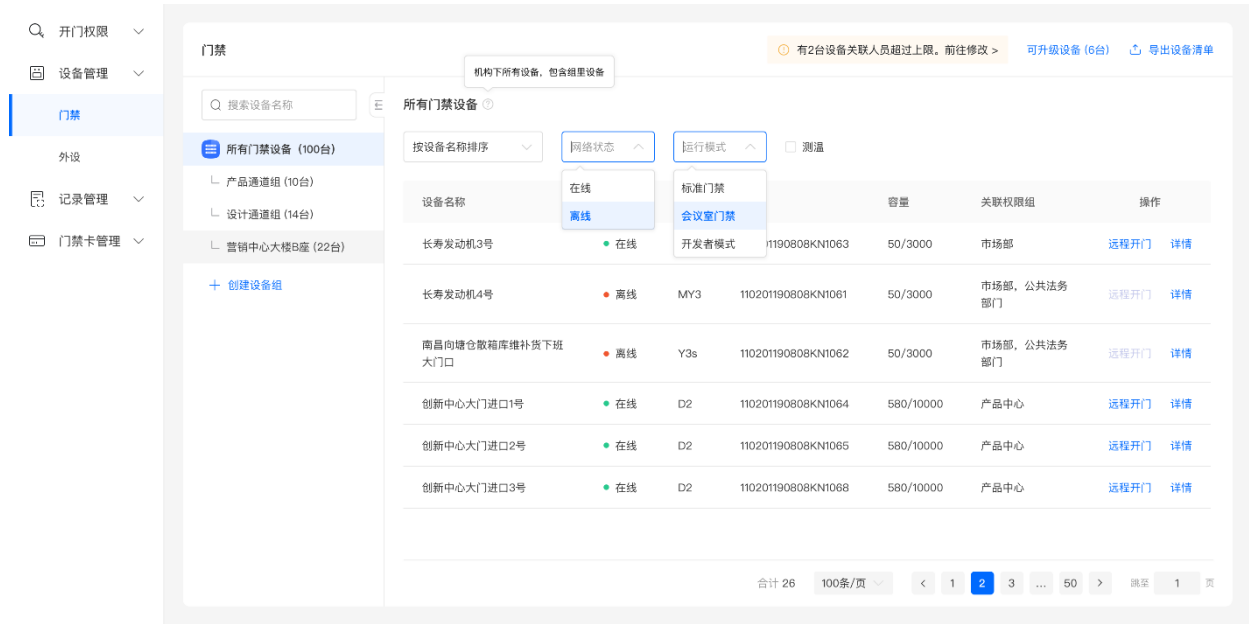 开门权限
设备管理
门禁
外设
记录管理
门禁卡管理
门禁
有2台设备关联人员超过上限。前往修改 >
可升级设备 (6台)
导出设备清单
机构下所有设备，包含组里设备
搜索设备名称
所有门禁设备（100台）
产品通道组 (10台)
设计通道组 (14台)
营销中心大楼B座 (22台)
创建设备组
所有门禁设备
按设备名称排序
网络状态
运行模式
测温
在线
离线
标准门禁
会议室门禁
开发者模式
设备名称 容量 关联权限组 操作
长寿发动机3号 在线 01190808KN1063 50/3000 市场部 远程开门 详情
长寿发动机4号 离线 MY3 110201190808KN1061 50/3000 市场部，公共法务
部门 远程开门 详情
南昌向塘仓散箱库维补货下班
大门口 离线 Y3s 110201190808KN1062 50/3000 市场部，公共法务
部门 远程开门 详情
创新中心大门进口1号 在线 D2 110201190808KN1064 580/10000 产品中心 远程开门 详情
创新中心大门进口2号 在线 D2 110201190808KN1065 580/10000 产品中心 远程开门 详情
创新中心大门进口3号 在线 D2 110201190808KN1068 580/10000 产品中心 远程开门 详情
合计 26 100条/页 < 1 2 3 ... 50 > 跳至 1 页